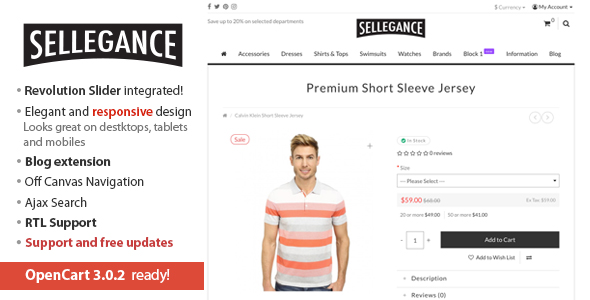 SELLEGANCE
• Revolution Slider integrated!
• Elegant and responsive design
Looks great on destktops, tablets
and mobiles
• Blog extension
• Off Canvas Navigation
• Ajax Search
• RTL Support
• Support and free updates
OpenCart 3.0.2 ready!
$ Currency My Account
Save up to 20% on selected departments
SELLEGANCE
0
Accessories Dresses Shirts & Tops Swimsuits Watches Brands Block 1 Information Blog
Premium Short Sleeve Jersey
Calvin Klein Short Sleeve Jersey
Sale
In Stock
0 reviews
* Size
--- Please Select ---
$59.00 Ex Tax $59.00
20 or more $49.00 50 or more $41.00
- 1 + Add to Cart
Add to Wish List
+ Description
+ Reviews (0)